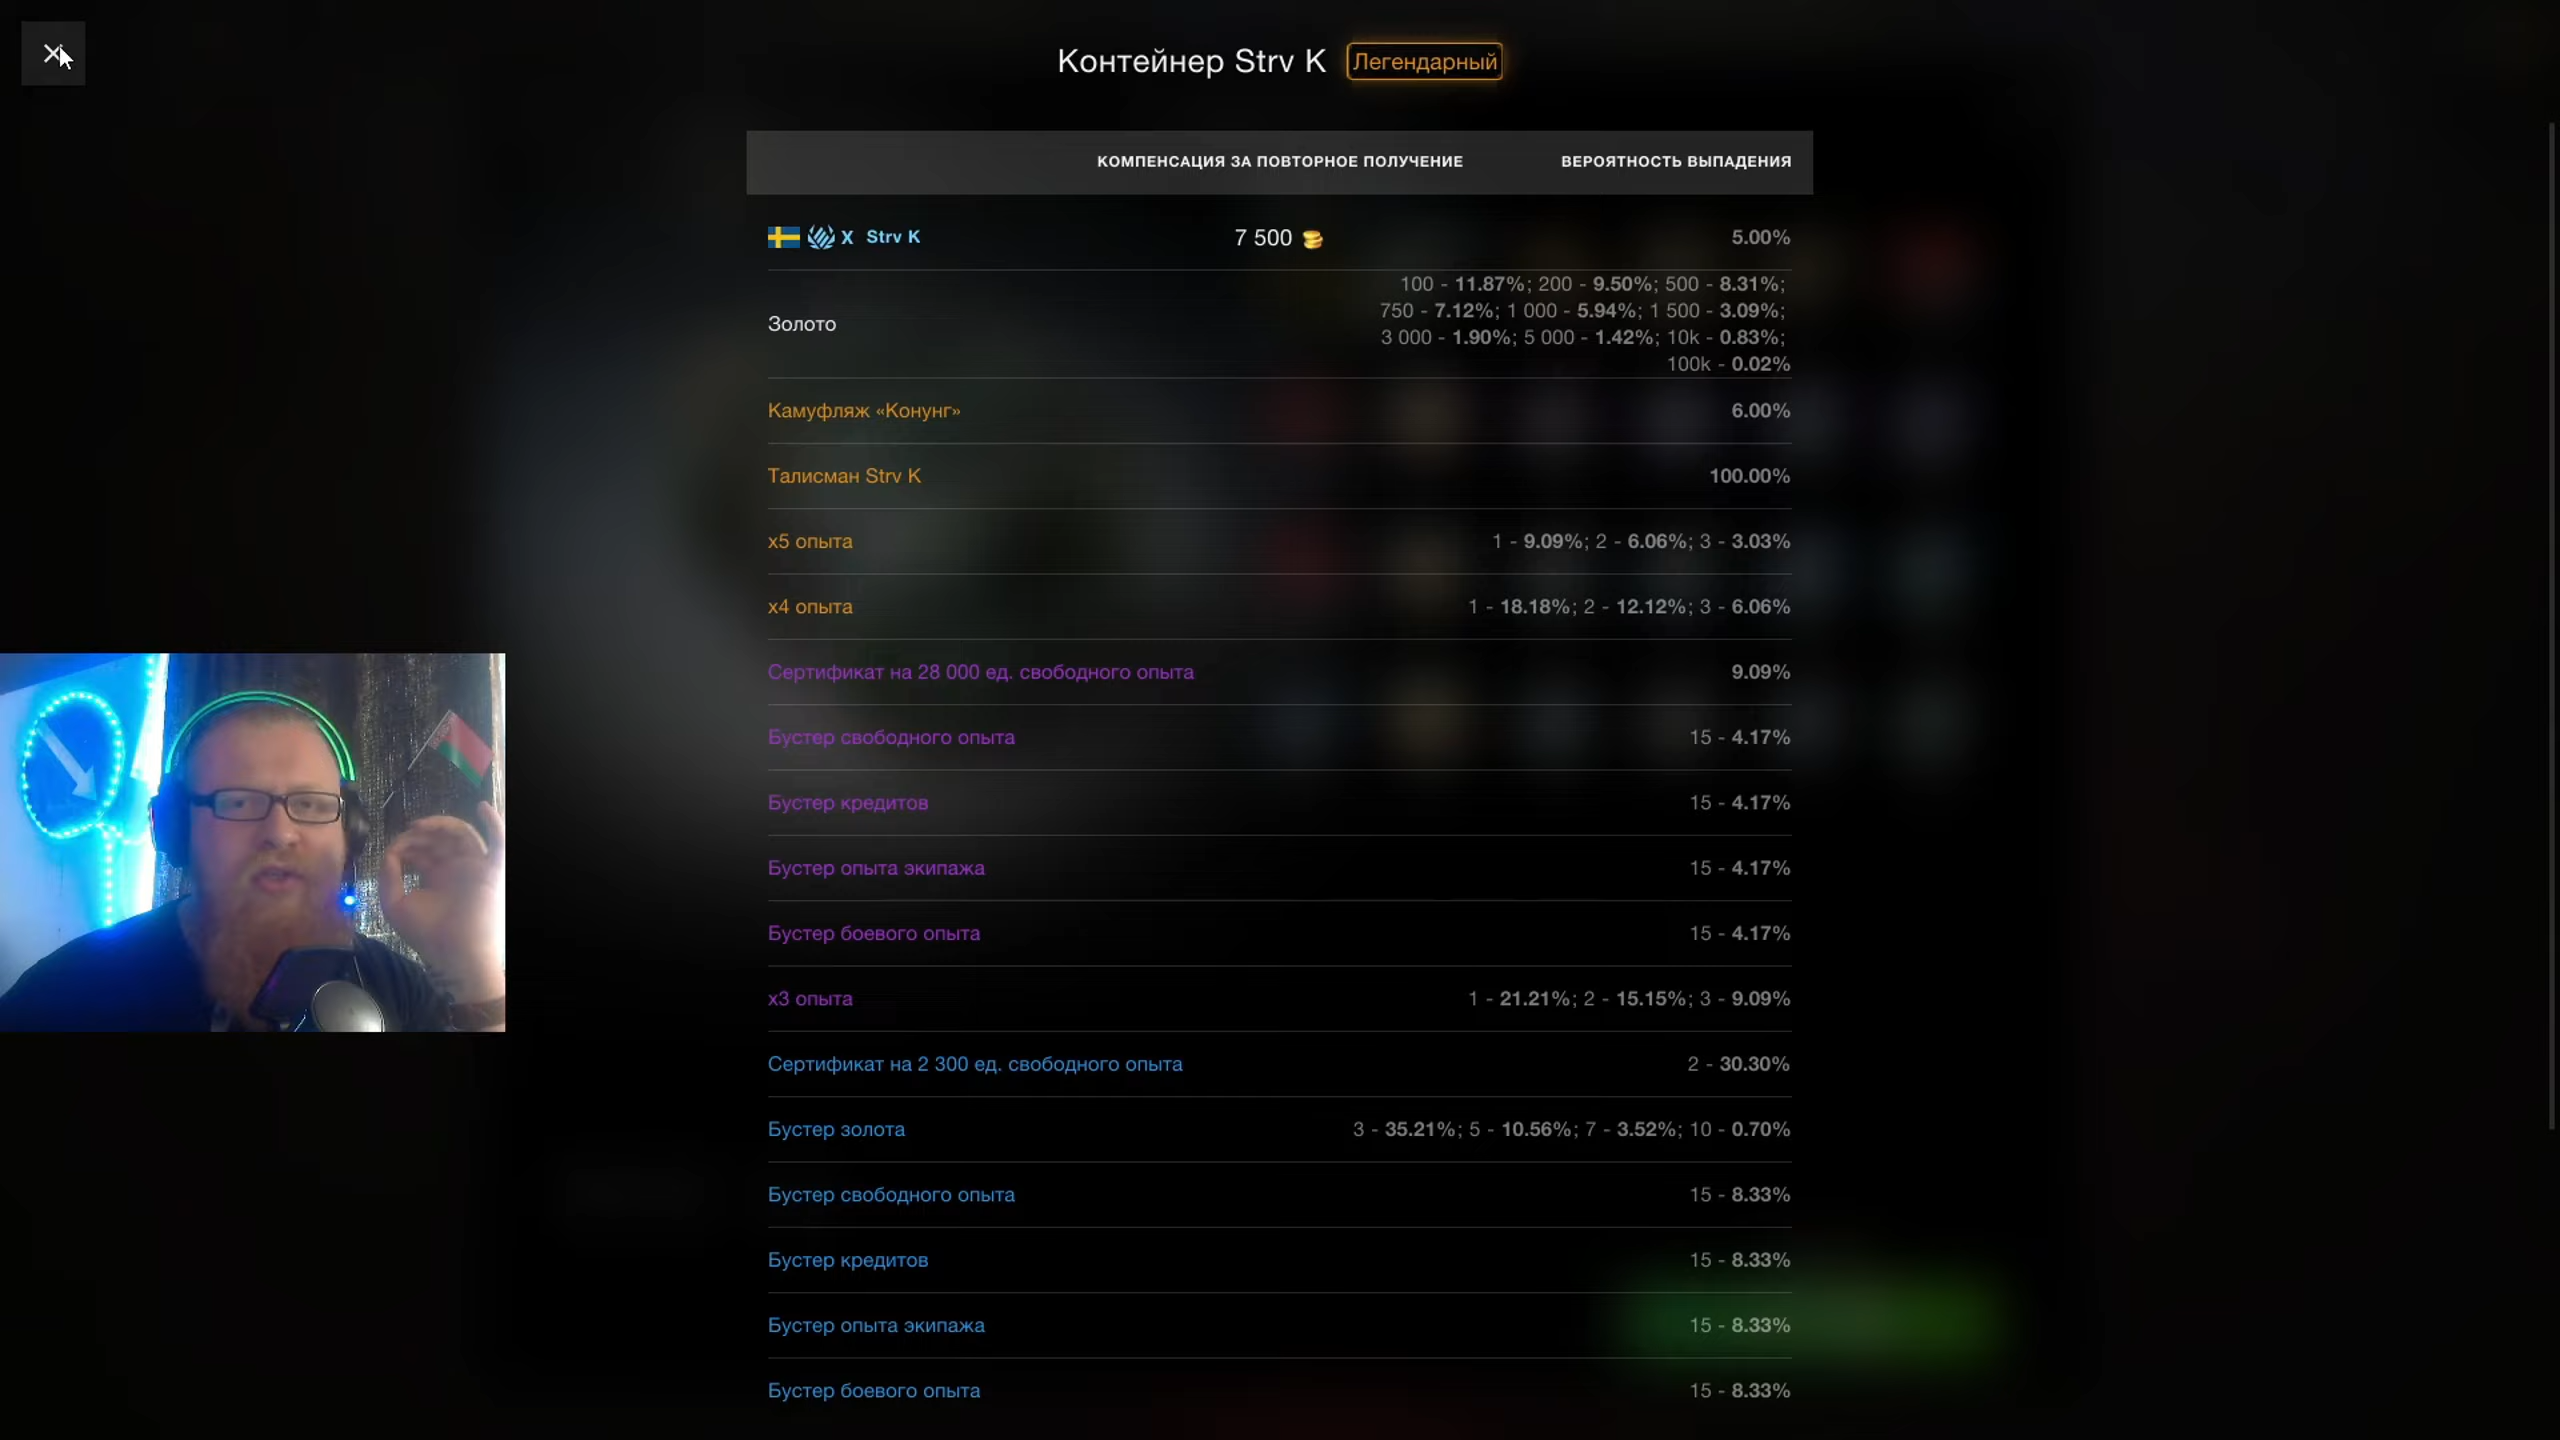 Контейнер Strv K Легендарный
КОМПЕНСАЦИЯ ЗА ПОВТОРНОЕ ПОЛУЧЕНИЕ ВЕРОЯТНОСТЬ ВЫПАДЕНИЯ
X Strv K 7 500 5.00%
100 - 11.87%; 200 - 9.50%; 500 - 8.31%;
750 - 7.12%; 1 000 - 5.94%; 1 500 - 3.09%;
Золото
3 000 - 1.90%; 5 000 - 1.42%; 10k - 0.83%;
100k - 0.02%
Камуфляж «Конунг» 6.00%
Талисман Strv K 100.00%
x5 опыта 1 - 9.09%; 2 - 6.06%; 3 - 3.03%
x4 опыта 1 - 18.18%; 2 - 12.12%; 3 - 6.06%
Сертификат на 28 000 ед. свободного опыта 9.09%
Бустер свободного опыта 15 - 4.17%
Бустер кредитов 15 - 4.17%
Бустер опыта экипажа 15 - 4.17%
Бустер боевого опыта 15 - 4.17%
x3 опыта 1 - 21.21%; 2 - 15.15%; 3 - 9.09%
Сертификат на 2 300 ед. свободного опыта 2 - 30.30%
Бустер золота 3 - 35.21%; 5 - 10.56%; 7 - 3.52%; 10 - 0.70%
Бустер свободного опыта 15 - 8.33%
Бустер кредитов 15 - 8.33%
Бустер опыта экипажа 15 - 8.33%
Бустер боевого опыта 15 - 8.33%